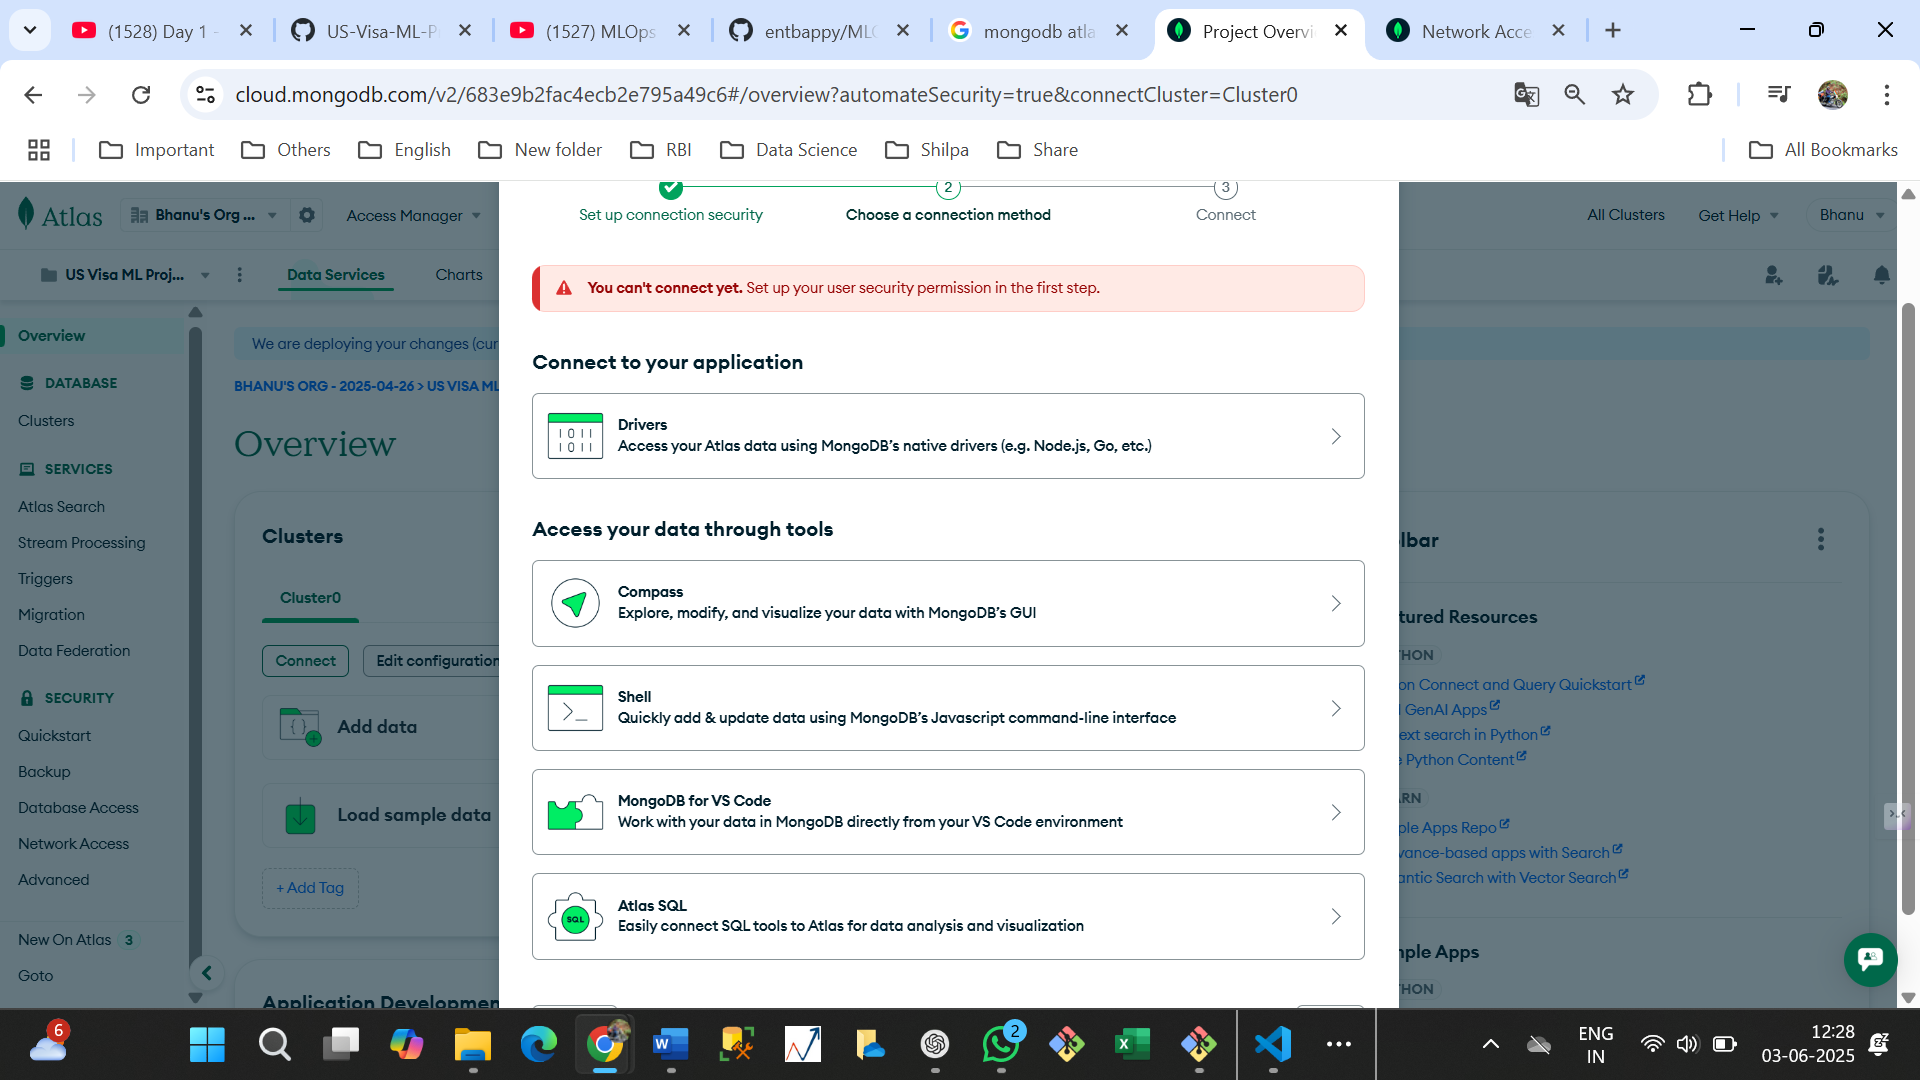 (1528) Day 1 -
US-Visa-ML-P
(1527) MLOps
entbappy/MLO
mongodb atla
Project Overvi
Network Acce
cloud.mongodb.com/v2/683e9b2fac4ecb2e795a49c6#/overview?automateSecurity=true&connectCluster=Cluster0
Important
Others
English
New folder
RBI
Data Science
Shilpa
Share
All Bookmarks
Atlas
Bhanu's Org ...
Access Manager
All Clusters
Get Help
Bhanu
US Visa ML Proj...
Data Services
Charts
2
3
Set up connection security
Choose a connection method
Connect
You can't connect yet. Set up your user security permission in the first step.
Connect to your application
Drivers
Access your Atlas data using MongoDB's native drivers (e.g. Node.js, Go, etc.)
Access your data through tools
Compass
Explore, modify, and visualize your data with MongoDB's GUI
Shell
Quickly add & update data using MongoDB's Javascript command-line interface
MongoDB for VS Code
Work with your data in MongoDB directly from your VS Code environment
SQL
Atlas SQL
Easily connect SQL tools to Atlas for data analysis and visualization
Overview
DATABASE
Clusters
SERVICES
Atlas Search
Stream Processing
Triggers
Migration
Data Federation
SECURITY
Quickstart
Backup
Database Access
Network Access
Advanced
New On Atlas 3
Goto
We are deploying your changes (cur
BHANU'S ORG - 2025-04-26 > US VISA ML
Overview
Clusters
Cluster0
Connect
Edit configuration
Add data
Load sample data
+ Add Tag
Application Developmen
lbar
tured Resources
HON
on Connect and Query Quickstart
GenAI Apps
ext search in Python
e Python Content
ARN
ple Apps Repo
vance-based apps with Search
antic Search with Vector Search
nple Apps
HON
6
2
ENG
IN
12:28
03-06-2025